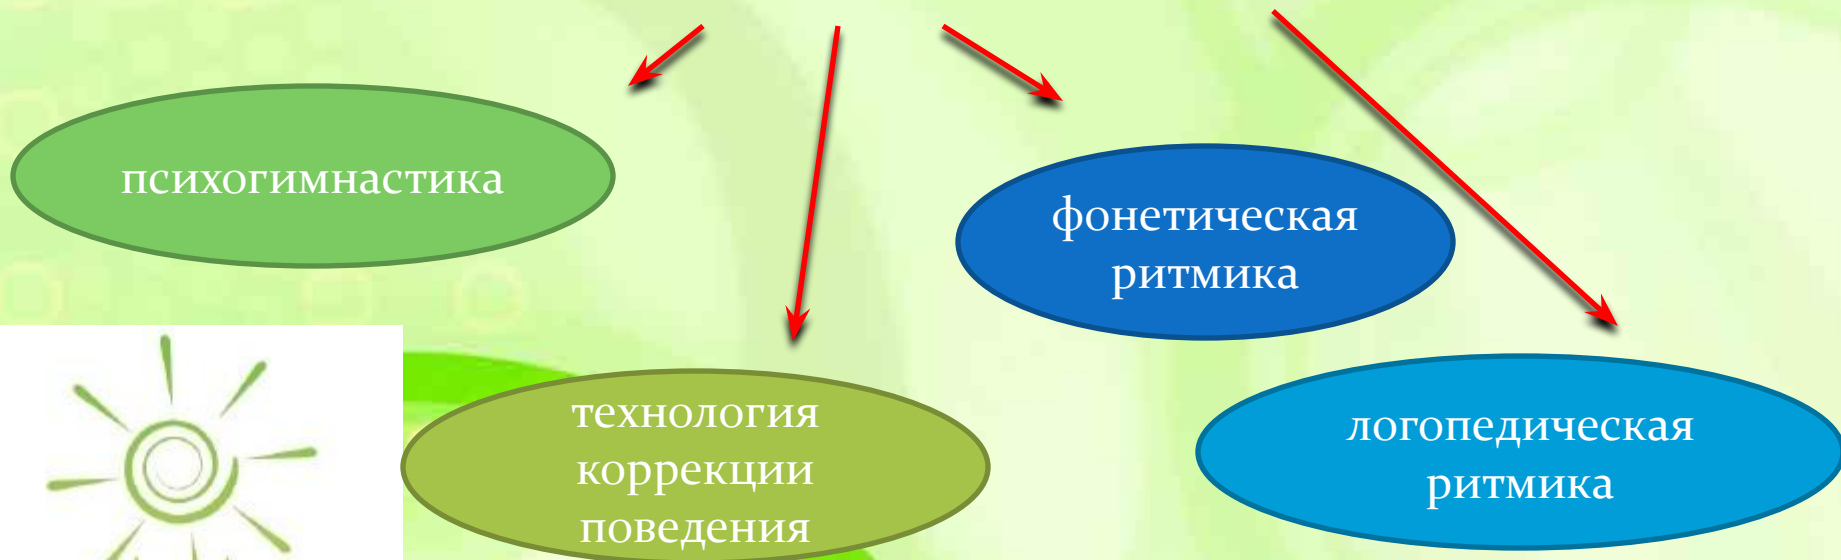 психогимнастика
фонетическая
ритмика
технология
коррекции
поведения
логопедическая
ритмика